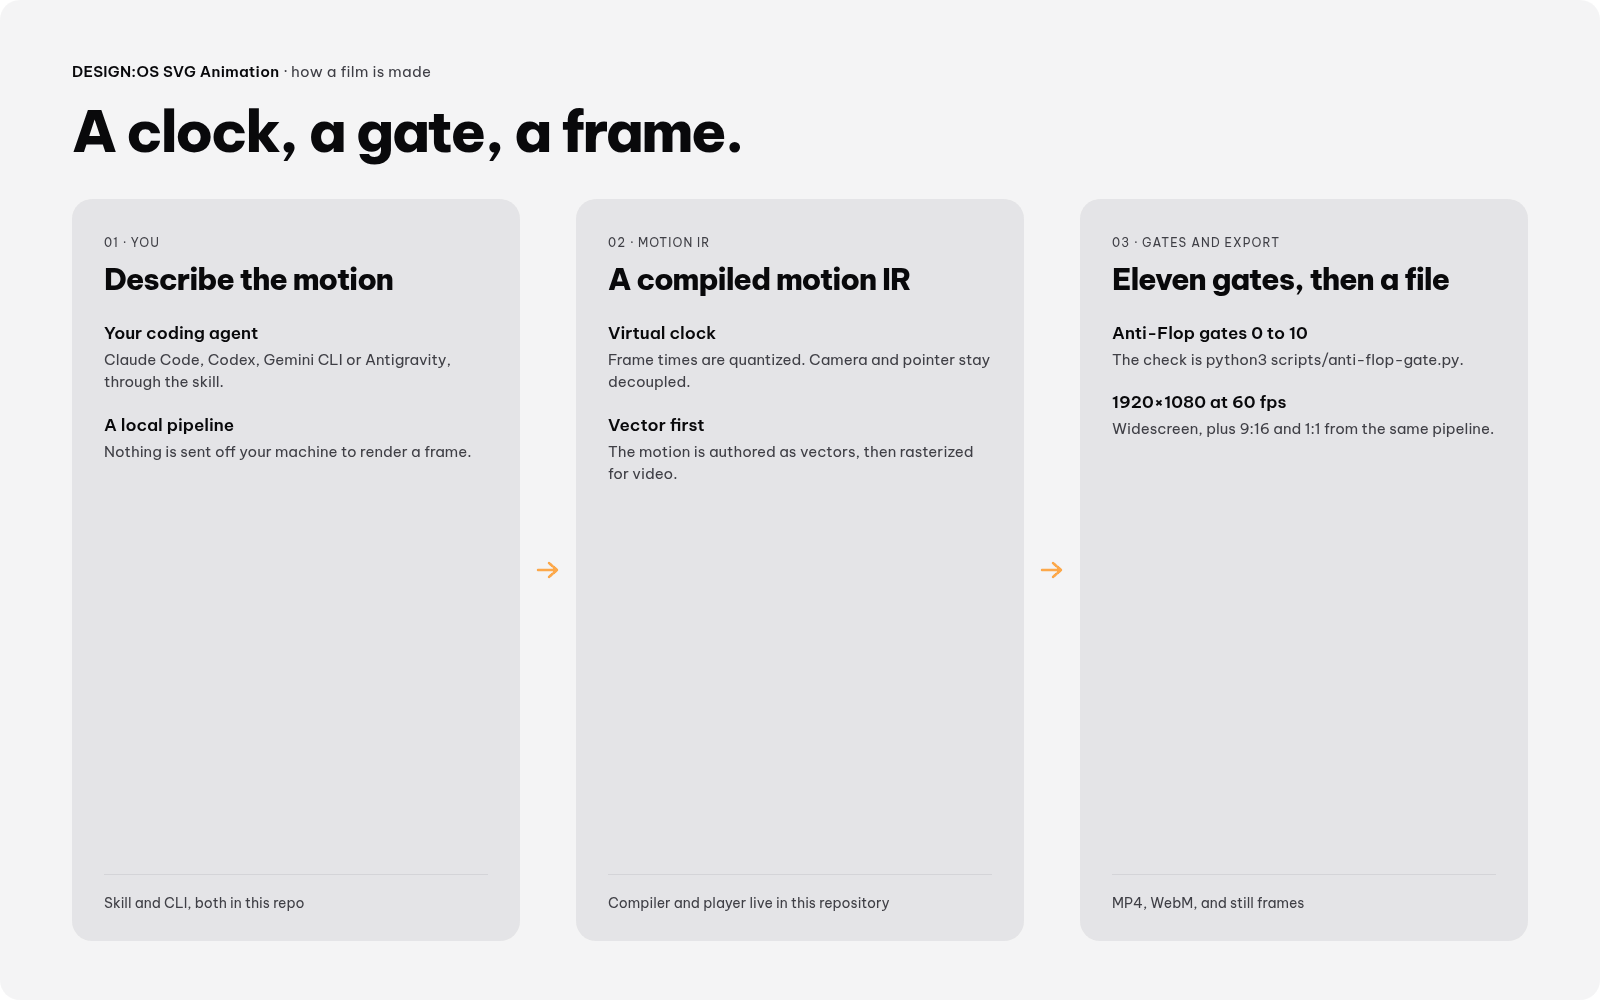 DESIGN:OS SVG Animation · how a film is made
A clock, a gate, a frame.
01 · YOU
Describe the motion
Your coding agent
Claude Code, Codex, Gemini CLI or Antigravity,
through the skill.
A local pipeline
Nothing is sent off your machine to render a frame.
Skill and CLI, both in this repo
02 · MOTION IR
A compiled motion IR
Virtual clock
Frame times are quantized. Camera and pointer stay
decoupled.
Vector first
The motion is authored as vectors, then rasterized
for video.
Compiler and player live in this repository
03 · GATES AND EXPORT
Eleven gates, then a file
Anti-Flop gates 0 to 10
The check is python3 scripts/anti-flop-gate.py.
1920×1080 at 60 fps
Widescreen, plus 9:16 and 1:1 from the same pipeline.
MP4, WebM, and still frames